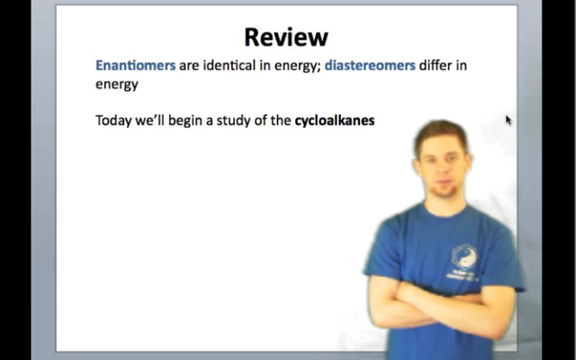 Review
Enantiomers are identical in energy; diastereomers differ in
energy
Today we'll begin a study of the cycloalkanes